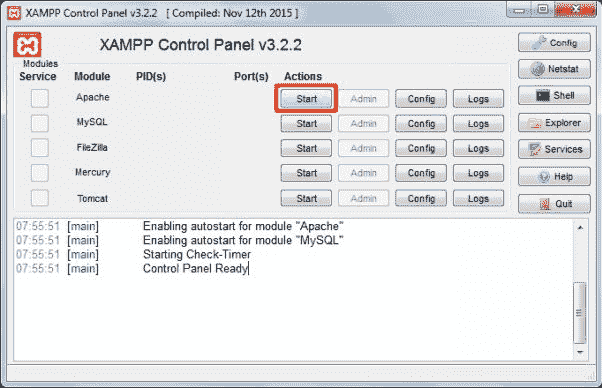 XAMPP Control Panel v3.2.2 [ Compiled: Nov 12th 2015 ]
XAMPP Control Panel v3.2.2
Config
Modules
Service Module PID(s) Port(s) Actions
Netstat
Apache Start Admin Config Logs
Shell
MySQL Start Admin Config Logs
Explorer
FileZilla Start Admin Config Logs
Services
Mercury Start Admin Config Logs
Help
Tomcat Start Admin Config Logs
Quit
07:55:51 [main] Enabling autostart for module "Apache"
07:55:51 [main] Enabling autostart for module "MySQL"
07:55:51 [main] Starting Check-Timer
07:55:51 [main] Control Panel Ready